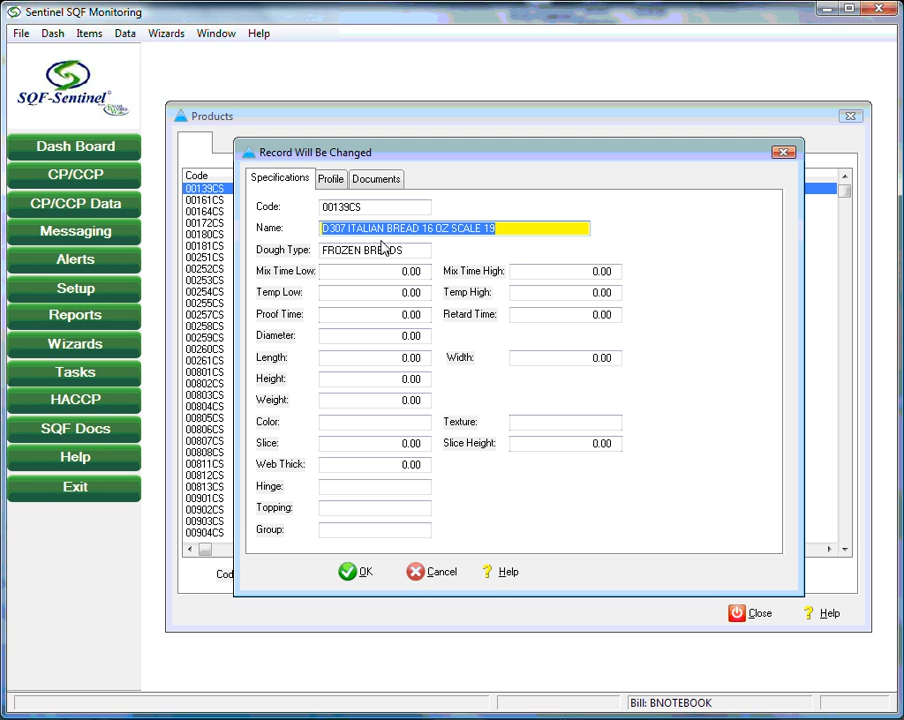 Sentinel SQF Monitoring
File Dash Items Data Wizards Window Help
SQF-Sentinel
Dash Board
CP/CCP
CP/CCP Data
Messaging
Alerts
Setup
Reports
Wizards
Tasks
HACCP
SQF Docs
Help
Exit
Products
Code
00139CS
00161CS
00164CS
00172CS
00180CS
00181CS
00251CS
00252CS
00253CS
00254CS
00255CS
00257CS
00258CS
00259CS
00260CS
00261CS
00801CS
00802CS
00803CS
00804CS
00805CS
00806CS
00807CS
00808CS
00811CS
00812CS
00813CS
00901CS
00902CS
00903CS
00904CS
Cod
Record Will Be Changed
Specifications Profile Documents
Code: 00139CS
Name: D307 ITALIAN BREAD 16 OZ SCALE 19
Dough Type: FROZEN BREADS
Mix Time Low: 0.00 Mix Time High: 0.00
Temp Low: 0.00 Temp High: 0.00
Proof Time: 0.00 Retard Time: 0.00
Diameter: 0.00
Length: 0.00 Width: 0.00
Height: 0.00
Weight: 0.00
Color: Texture:
Slice: 0.00 Slice Height: 0.00
Web Thick: 0.00
Hinge:
Topping:
Group:
OK Cancel ? Help
Close ? Help
Bill: BNOTEBOOK